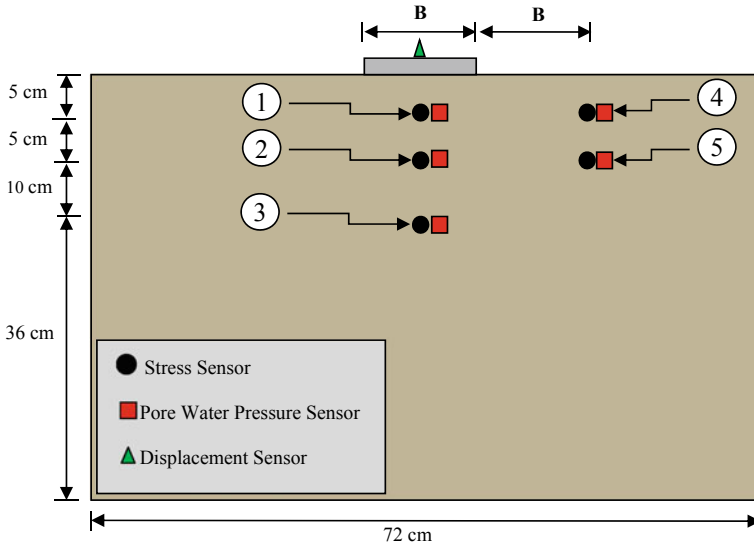 B B
5 cm
5 cm
10 cm
36 cm
1
2
3
4
5
Stress Sensor
Pore Water Pressure Sensor
Displacement Sensor
72 cm